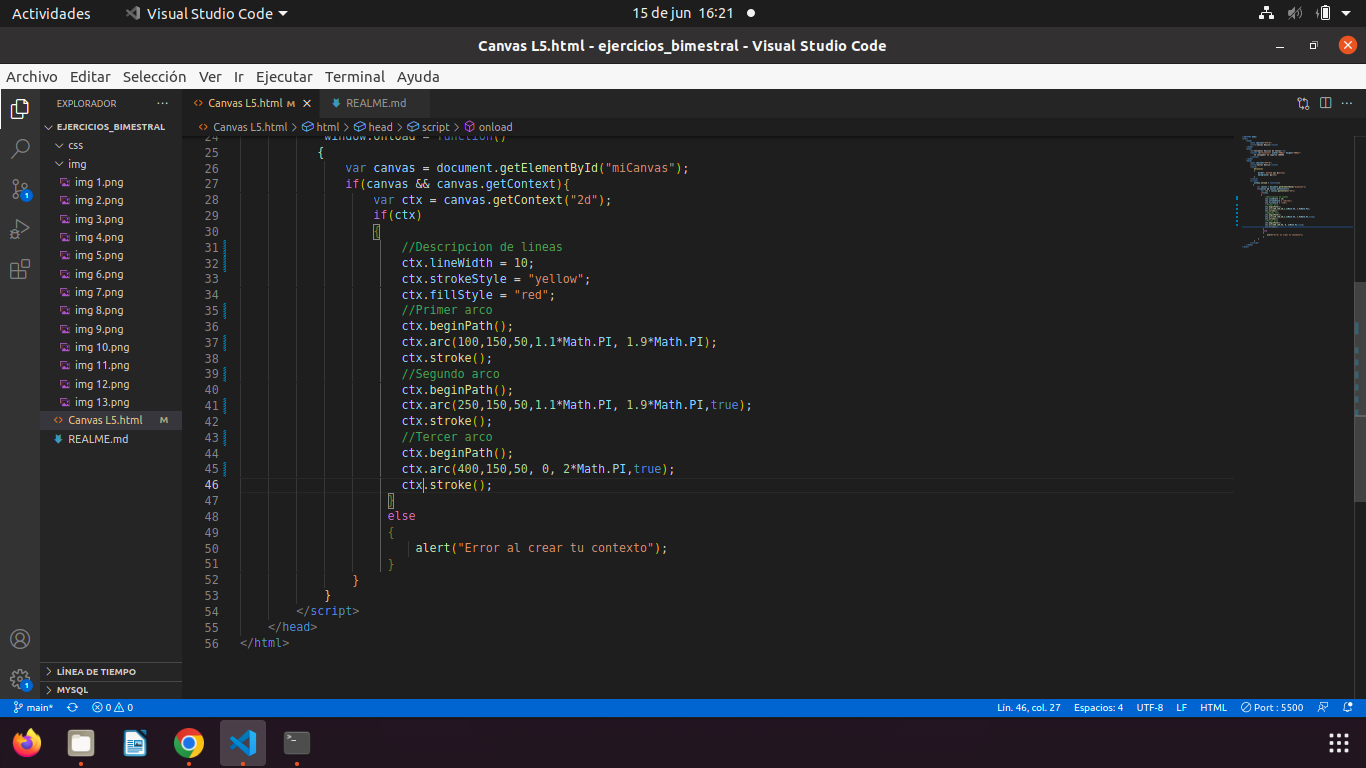 Actividades Visual Studio Code 15 de jun 16:21
Canvas L5.html - ejercicios_bimestral - Visual Studio Code
Archivo Editar Selección Ver Ir Ejecutar Terminal Ayuda
EXPLORADOR
EJERCICIOS_BIMESTRAL
css
img
img 1.png
img 2.png
img 3.png
img 4.png
img 5.png
img 6.png
img 7.png
img 8.png
img 9.png
img 10.png
img 11.png
img 12.png
img 13.png
Canvas L5.html M
REALME.md
LÍNEA DE TIEMPO
MYSQL
Canvas L5.html M REALME.md
Canvas L5.html > html > head > script > onload
24 window.onload = function()
25 {
26 var canvas = document.getElementById("miCanvas");
27 if(canvas && canvas.getContext){
28 var ctx = canvas.getContext("2d");
29 if(ctx)
30 {
31 //Descripcion de lineas
32 ctx.lineWidth = 10;
33 ctx.strokeStyle = "yellow";
34 ctx.fillStyle = "red";
35 //Primer arco
36 ctx.beginPath();
37 ctx.arc(100,150,50,1.1*Math.PI, 1.9*Math.PI);
38 ctx.stroke();
39 //Segundo arco
40 ctx.beginPath();
41 ctx.arc(250,150,50,1.1*Math.PI, 1.9*Math.PI,true);
42 ctx.stroke();
43 //Tercer arco
44 ctx.beginPath();
45 ctx.arc(400,150,50, 0, 2*Math.PI,true);
46 ctx.stroke();
47 }
48 else
49 {
50 alert("Error al crear tu contexto");
51 }
52 }
53 }
54 </script>
55 </head>
56 </html>
1
1
main* 0 0 Lín. 46, col. 27 Espacios: 4 UTF-8 LF HTML Port : 5500